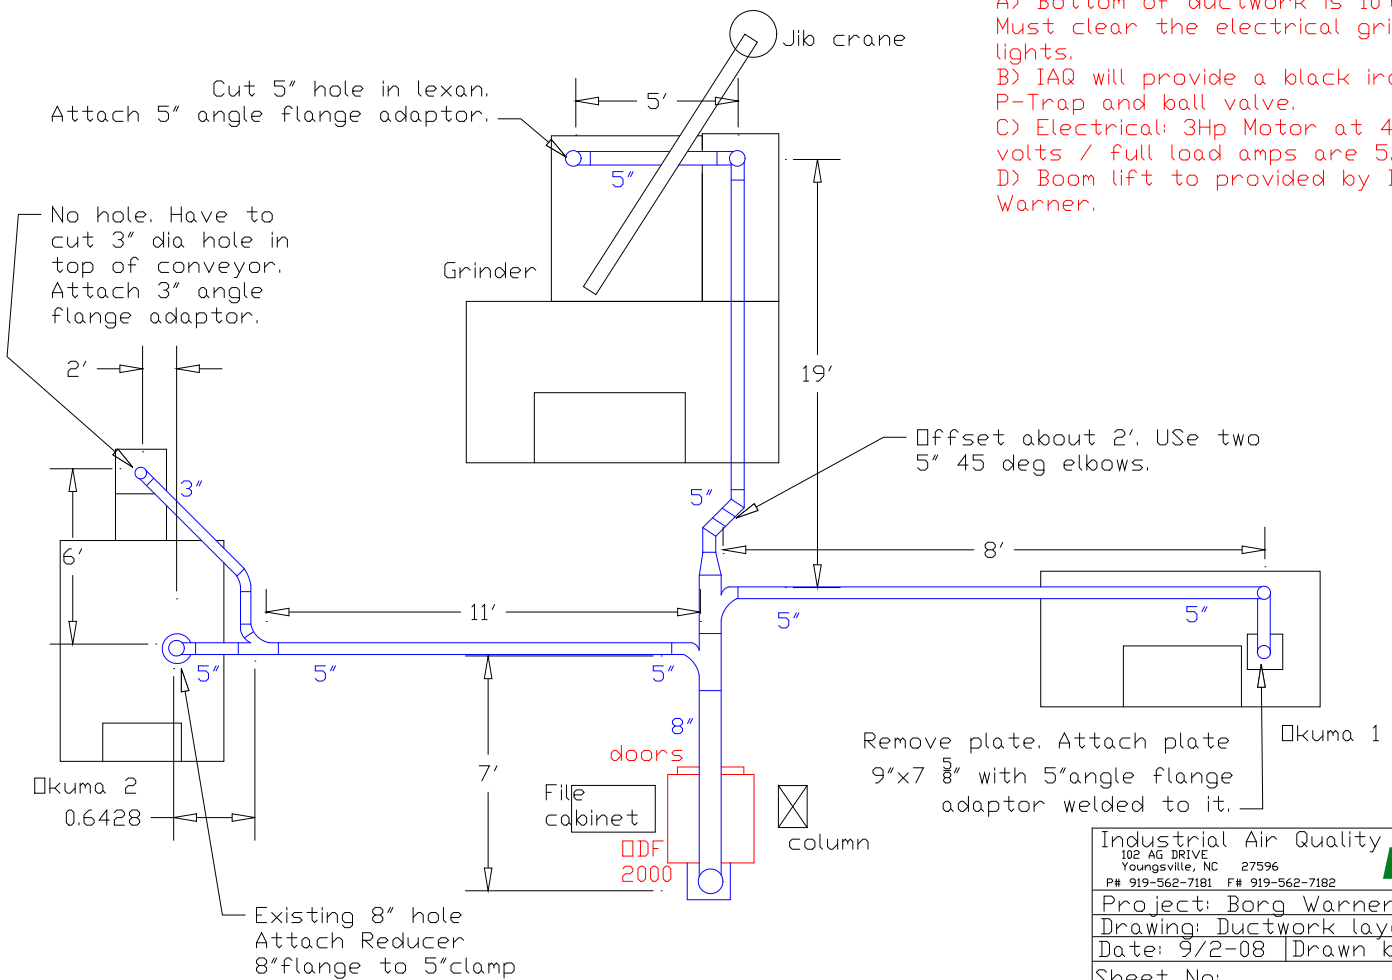 A) Bottom of ductwork is 10
Must clear the electrical gri
lights.
B) IAQ will provide a black
P-Trap and ball valve.
C) Electrical: 3Hp Motor at 4
volts / full load amps are 5.
D) Boom lift to provided by
Warner.
Jib crane
Cut 5" hole in lexan.
Attach 5" angle flange adaptor.
5'
5"
No hole. Have to
cut 3" dia hole in
top of conveyor.
Attach 3" angle
flange adaptor.
Grinder
2'
19'
Offset about 2'. USe two
5" 45 deg elbows.
3"
5"
6'
8'
11'
5"
5"
5"
5"
5"
8"
7'
doors
Remove plate. Attach plate
9"x7 5/8" with 5"angle flange
adaptor welded to it.
Okuma 1
Okuma 2
0.6428
File
cabinet
ODF
2000
column
Existing 8" hole
Attach Reducer
8"flange to 5"clamp
Industrial Air Quality
102 AG DRIVE
Youngsville, NC 27596
P# 919-562-7181 F# 919-562-7182
Project: Borg Warner
Drawing: Ductwork lay
Date: 9/2-08 Drawn b
Sheet No: